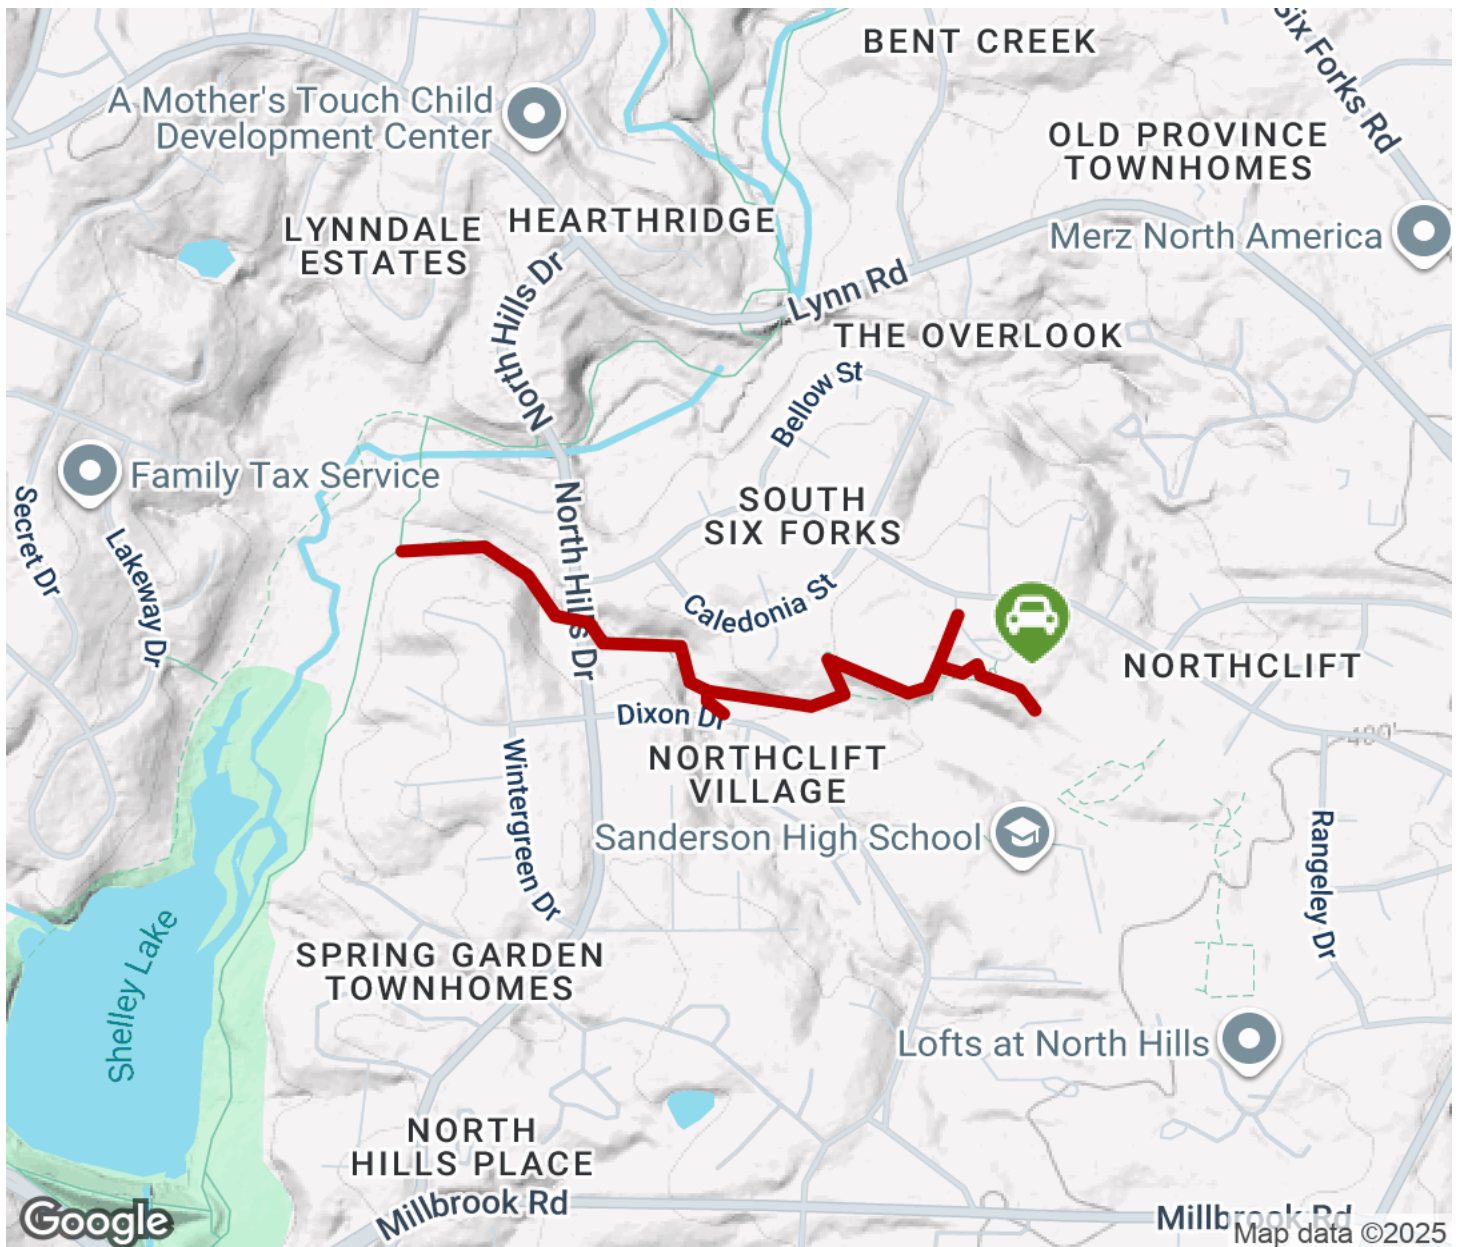 BENT CREEK
Six Forks Rd
A Mother's Touch Child
Development Center
OLD PROVINCE
TOWNHOMES
LYNNDALE
ESTATES
HEARTHRIDGE
Merz North America
North Hills Dr
Lynn Rd
THE OVERLOOK
Bellow St
Family Tax Service
Secret Dr
Lakeway Dr
North Hills Dr
SOUTH
SIX FORKS
Caledonia St
NORTHCLIFT
Dixon Dr
400'
NORTHCLIFT
VILLAGE
Wintergreen Dr
Sanderson High School
Rangeley Dr
Shelley Lake
SPRING GARDEN
TOWNHOMES
Lofts at North Hills
NORTH
HILLS PLACE
Millbrook Rd
Millbrook Rd
Google
Map data ©2025